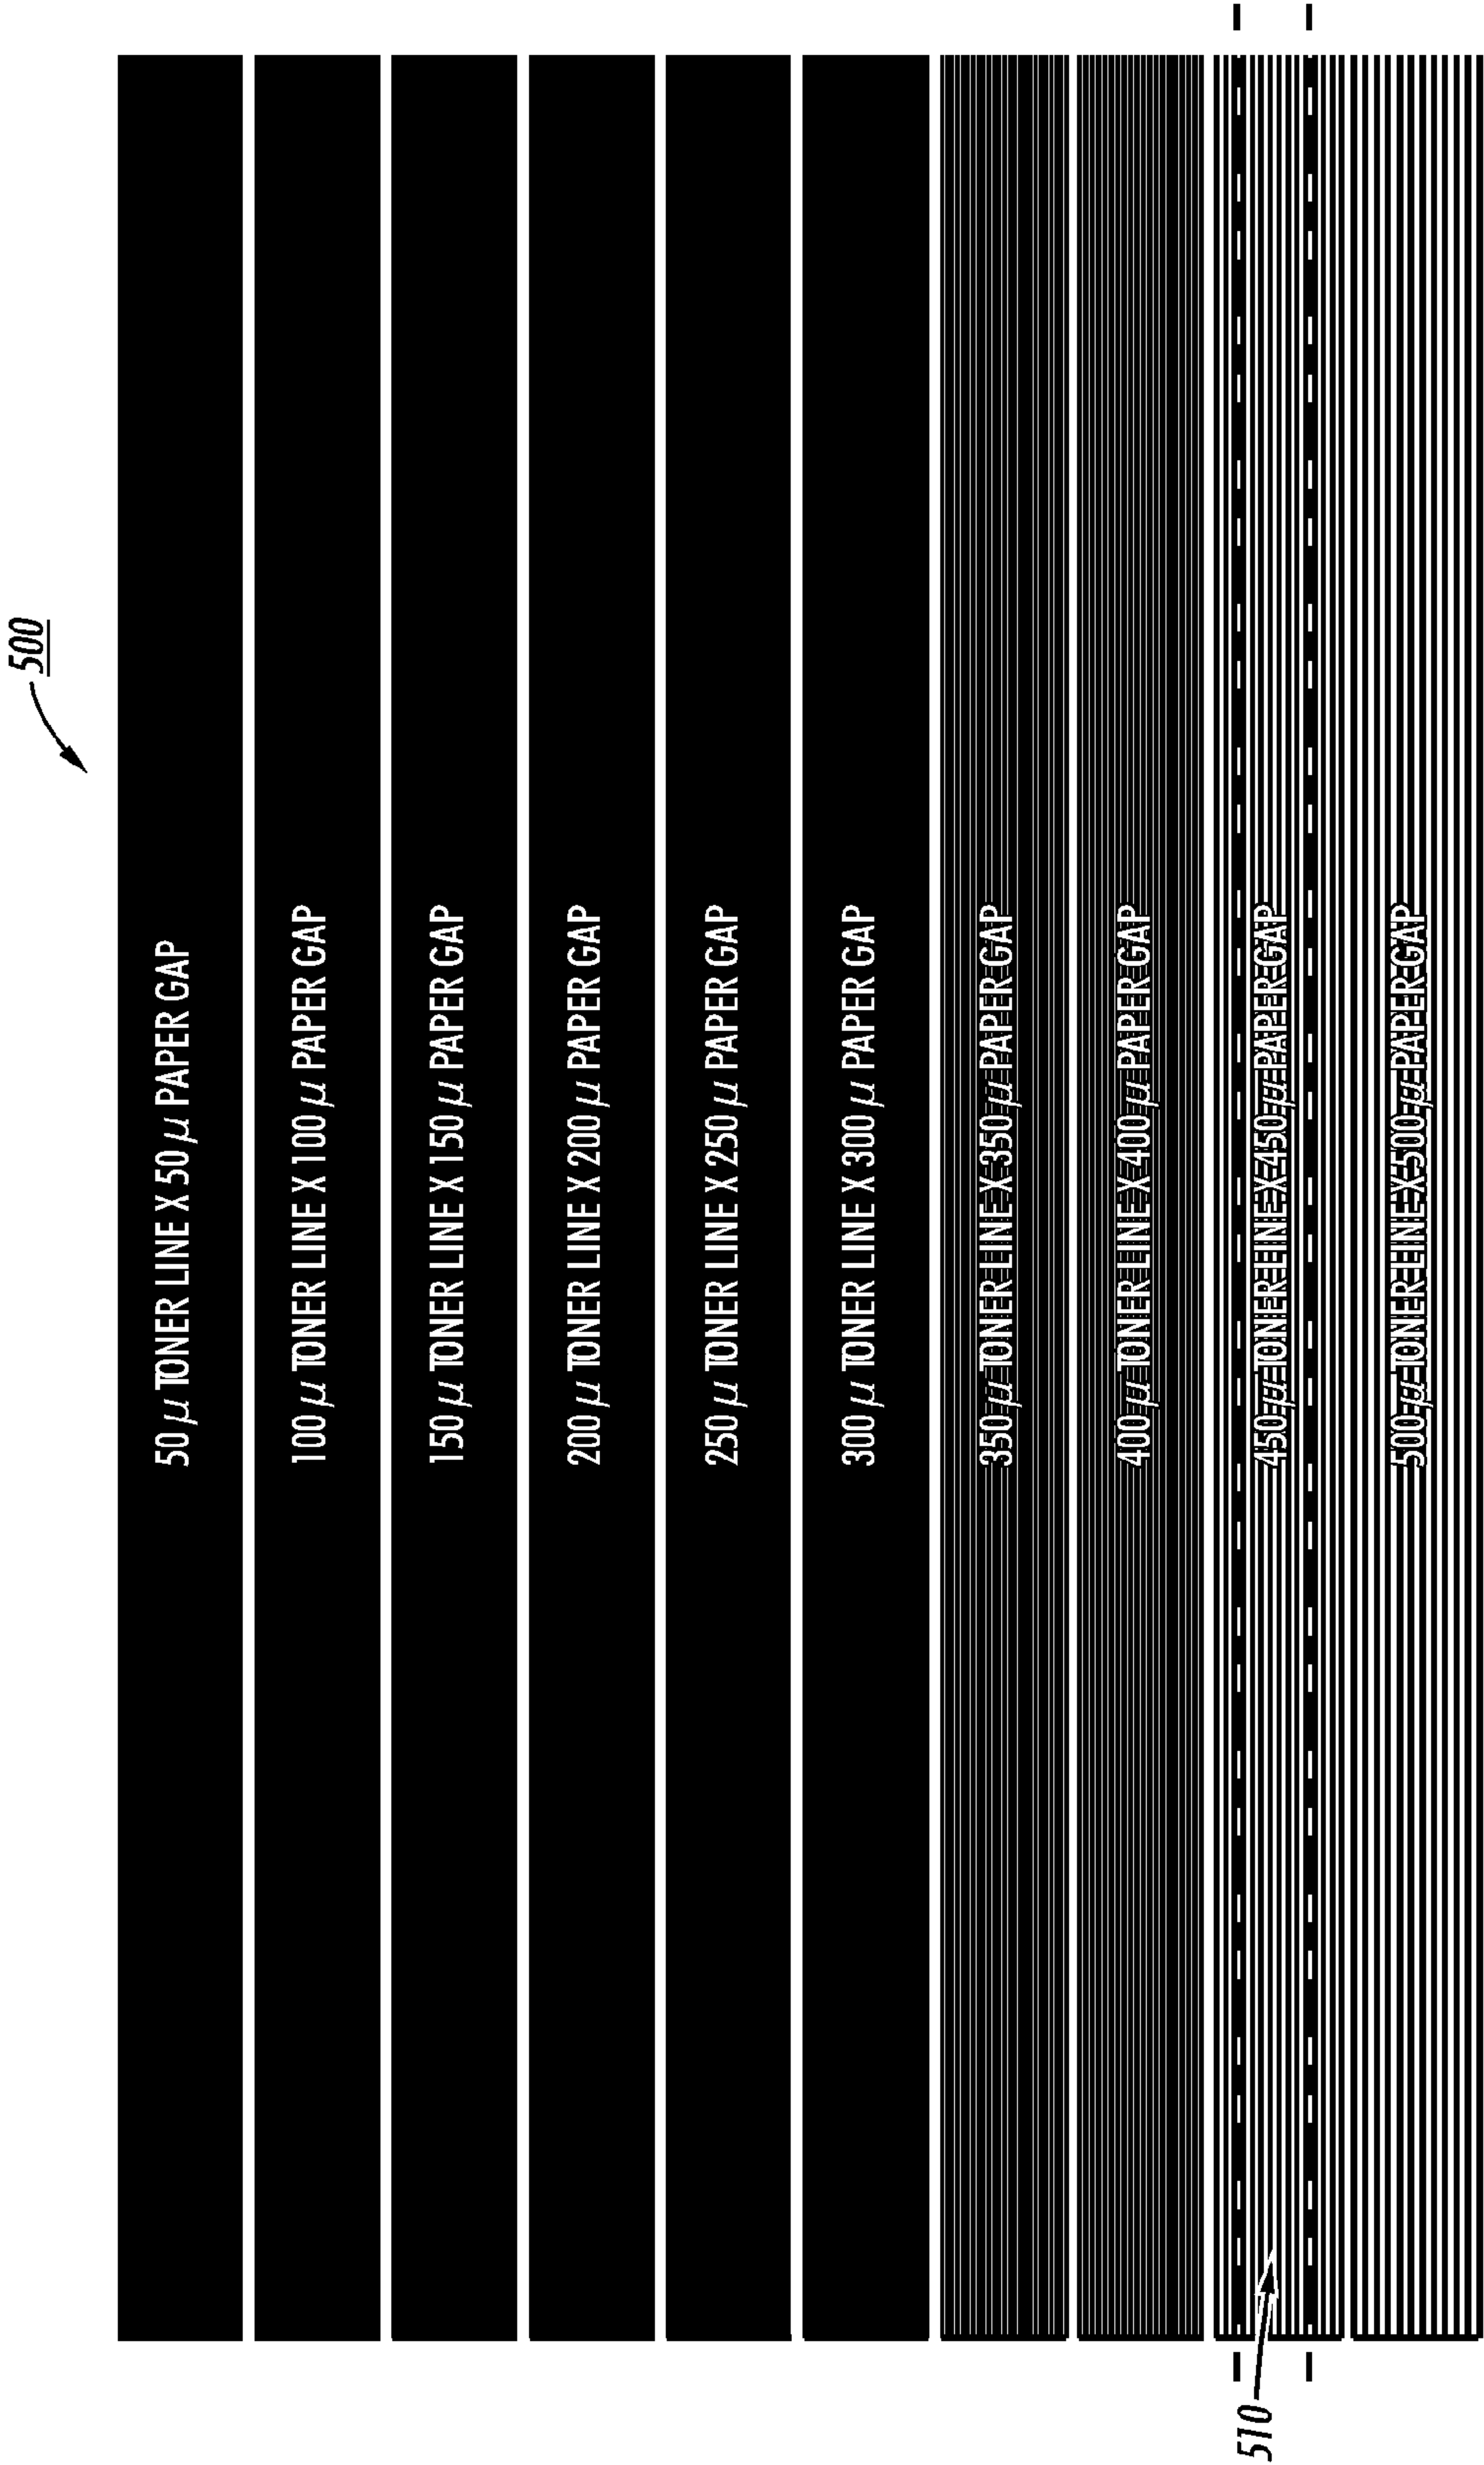 500
50 μ TONER LINE X 50 μ PAPER GAP
100 μ TONER LINE X 100 μ PAPER GAP
150 μ TONER LINE X 150 μ PAPER GAP
200 μ TONER LINE X 200 μ PAPER GAP
250 μ TONER LINE X 250 μ PAPER GAP
300 μ TONER LINE X 300 μ PAPER GAP
350 μ TONER LINE X 350 μ PAPER GAP
400 μ TONER LINE X 400 μ PAPER GAP
450 μ TONER LINE X 450 μ PAPER GAP
500 μ TONER LINE X 500 μ PAPER GAP
510